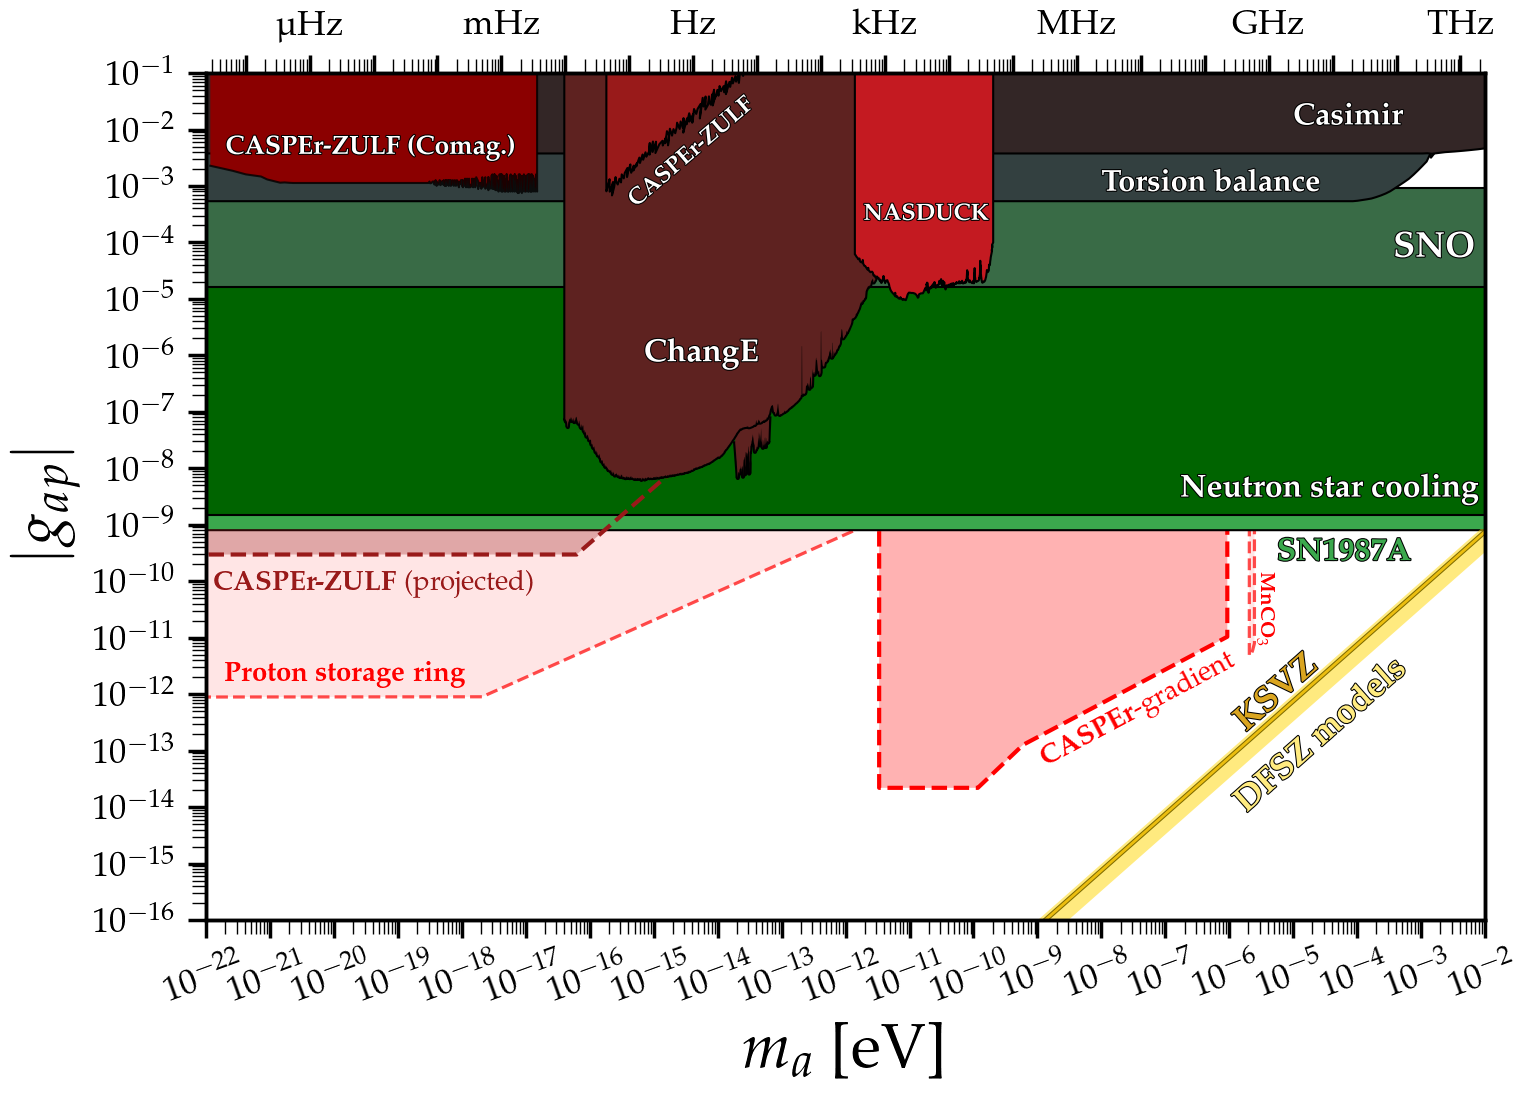 μHz mHz Hz kHz MHz GHz THz
10⁻¹
10⁻²
10⁻³
10⁻⁴
10⁻⁵
10⁻⁶
10⁻⁷
10⁻⁸
10⁻⁹
10⁻¹⁰
10⁻¹¹
10⁻¹²
10⁻¹³
10⁻¹⁴
10⁻¹⁵
10⁻¹⁶
|g_{ap}|
CASPEr-ZULF (Comag.)
CASPEr-ZULF
NASDUCK
Casimir
Torsion balance
SNO
ChangE
Neutron star cooling
SN1987A
CASPEr-ZULF (projected)
Proton storage ring
CASPEr-gradient
MnCO₃
KSVZ
DFSZ models
10⁻²² 10⁻²¹ 10⁻²⁰ 10⁻¹⁹ 10⁻¹⁸ 10⁻¹⁷ 10⁻¹⁶ 10⁻¹⁵ 10⁻¹⁴ 10⁻¹³ 10⁻¹² 10⁻¹¹ 10⁻¹⁰ 10⁻⁹ 10⁻⁸ 10⁻⁷ 10⁻⁶ 10⁻⁵ 10⁻⁴ 10⁻³ 10⁻²
m_a [eV]